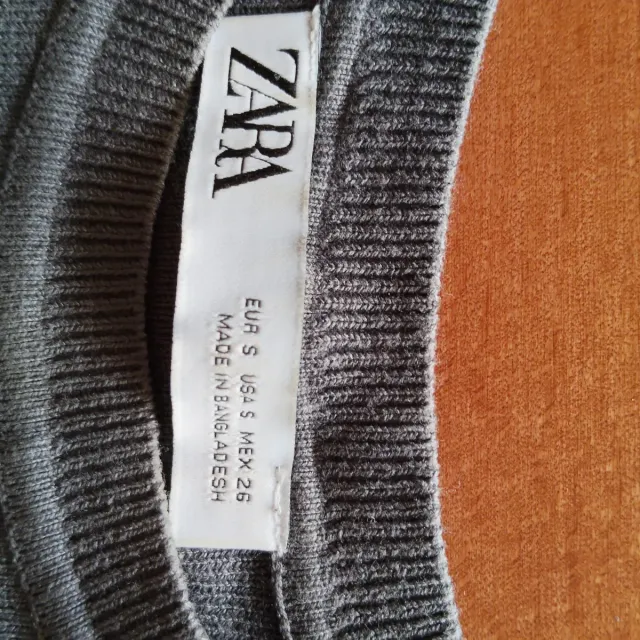 ZARA
EUR S USA S MEX 26
MADE IN BANGLADESH